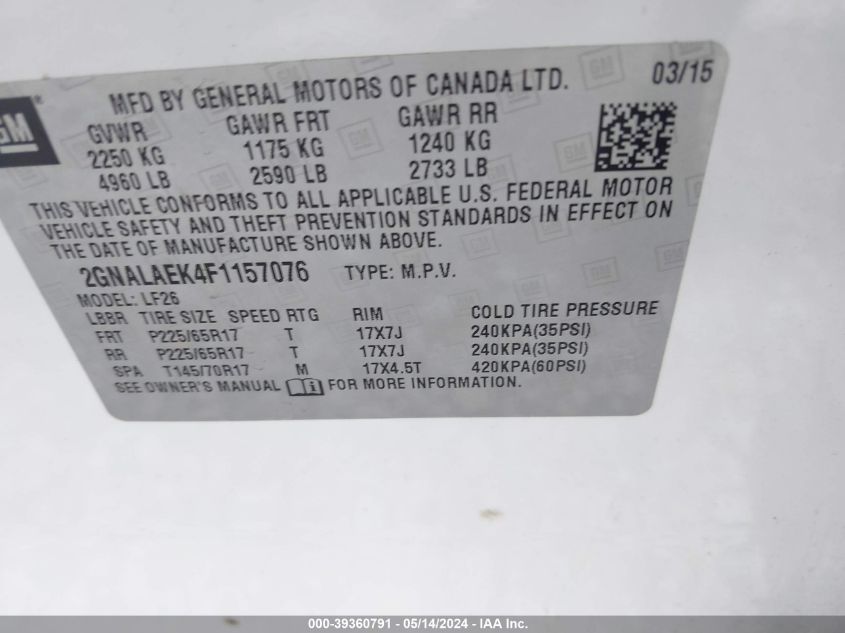 MFD BY GENERAL MOTORS OF CANADA LTD. 03/15
GM®
GVWR GAWR FRT GAWR RR
2250 KG 1175 KG 1240 KG
4960 LB 2590 LB 2733 LB
THIS VEHICLE CONFORMS TO ALL APPLICABLE U.S. FEDERAL MOTOR
VEHICLE SAFETY AND THEFT PREVENTION STANDARDS IN EFFECT ON
THE DATE OF MANUFACTURE SHOWN ABOVE.
2GNALAEK4F1157076 TYPE: M.P.V.
MODEL: LF26
LBBR TIRE SIZE SPEED RTG RIM COLD TIRE PRESSURE
FRT P225/65R17 T 17X7J 240KPA(35PSI)
RR P225/65R17 T 17X7J 240KPA(35PSI)
SPA T145/70R17 M 17X4.5T 420KPA(60PSI)
SEE OWNER'S MANUAL i FOR MORE INFORMATION.
000-39360791 - 05/14/2024 - IAA Inc.